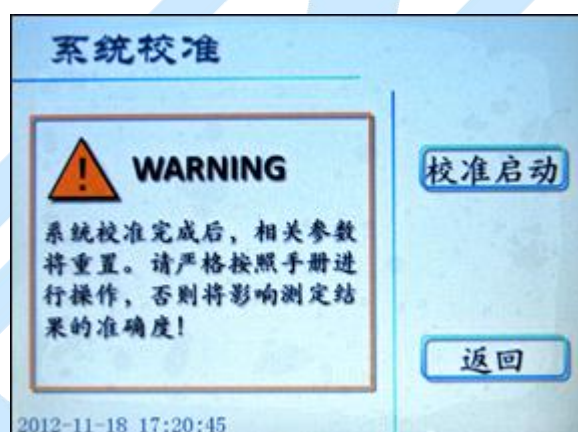 系统校准
WARNING
系统校准完成后，相关参数
将重置。请严格按照手册进
行操作，否则将影响测定结
果的准确度！
校准启动
返回
2012-11-18 17:20:45